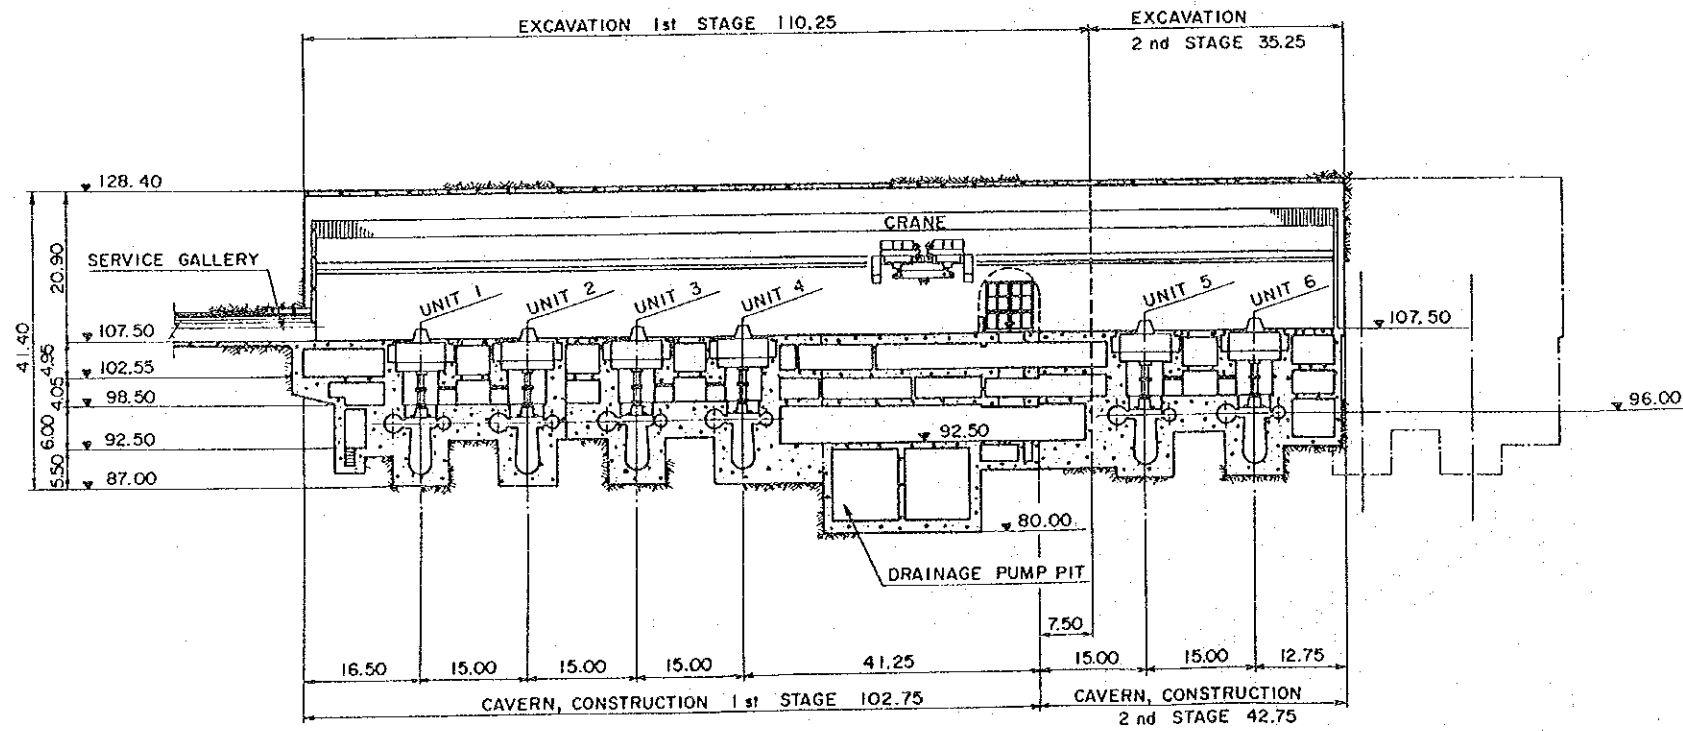 EXCAVATION 1st STAGE 110.25
EXCAVATION
2 nd STAGE 35.25
128.40
CRANE
SERVICE GALLERY
20.90
41.40
UNIT 1
UNIT 2
UNIT 3
UNIT 4
UNIT 5
UNIT 6
107.50
107.50
4.95
102.55
4.05
98.50
96.00
6.00
92.50
92.50
5.50
87.00
80.00
DRAINAGE PUMP PIT
7.50
16.50
15.00
15.00
15.00
41.25
15.00
15.00
12.75
CAVERN, CONSTRUCTION 1 st STAGE 102.75
CAVERN, CONSTRUCTION
2 nd STAGE 42.75